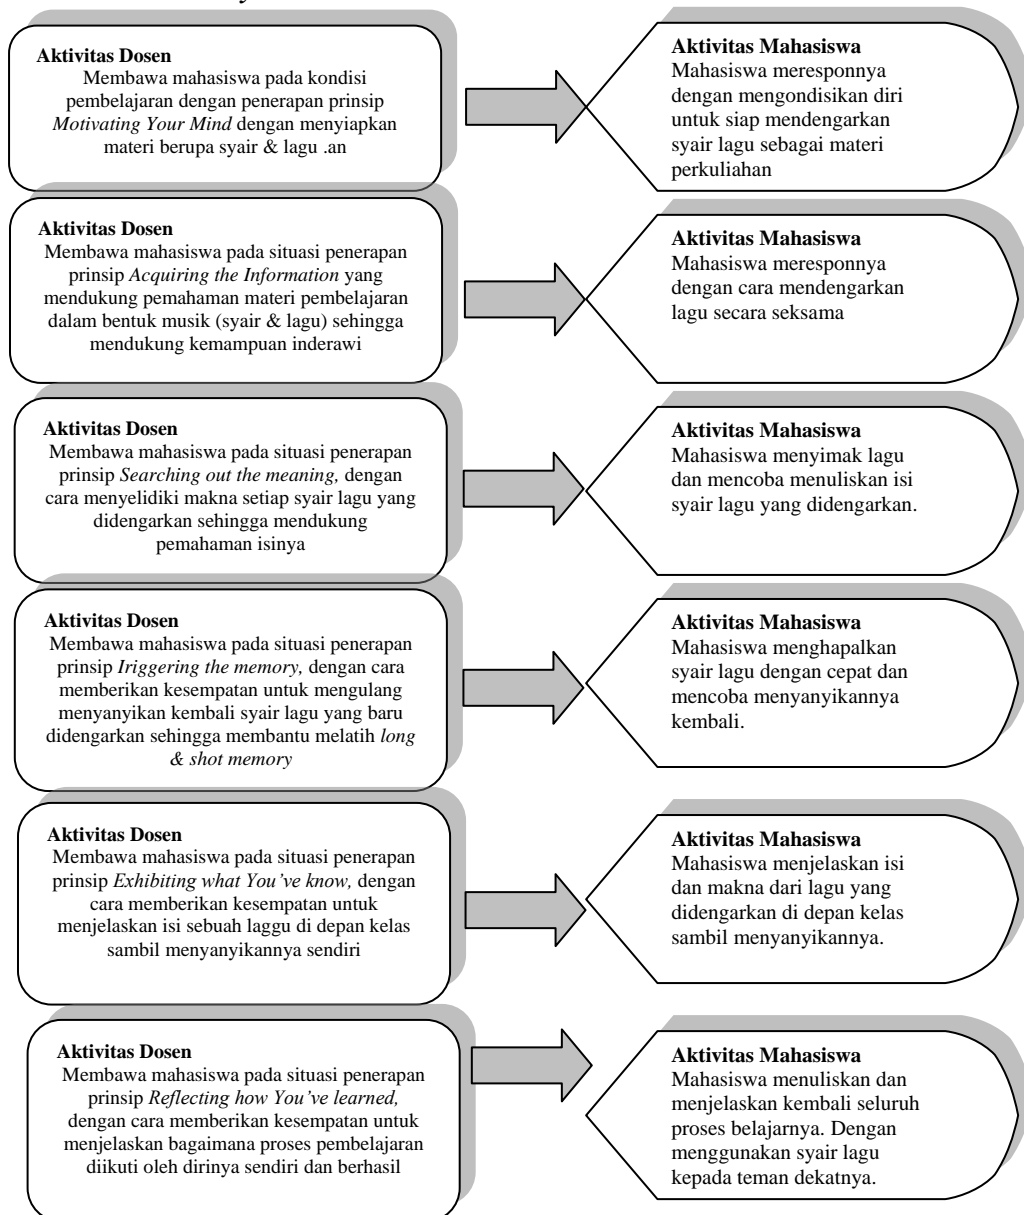 Aktivitas Dosen
Membawa mahasiswa pada kondisi
pembelajaran dengan penerapan prinsip
Motivating Your Mind dengan menyiapkan
materi berupa syair & lagu .an
Aktivitas Mahasiswa
Mahasiswa meresponnya
dengan mengondisikan diri
untuk siap mendengarkan
syair lagu sebagai materi
perkuliahan
Aktivitas Dosen
Membawa mahasiswa pada situasi penerapan
prinsip Acquiring the Information yang
mendukung pemahaman materi pembelajaran
dalam bentuk musik (syair & lagu) sehingga
mendukung kemampuan inderawi
Aktivitas Mahasiswa
Mahasiswa meresponnya
dengan cara mendengarkan
lagu secara seksama
Aktivitas Dosen
Membawa mahasiswa pada situasi penerapan
prinsip Searching out the meaning, dengan
cara menyelidiki makna setiap syair lagu yang
didengarkan sehingga mendukung
pemahaman isinya
Aktivitas Mahasiswa
Mahasiswa menyimak lagu
dan mencoba menuliskan isi
syair lagu yang didengarkan.
Aktivitas Dosen
Membawa mahasiswa pada situasi penerapan
prinsip Iriggering the memory, dengan cara
memberikan kesempatan untuk mengulang
menyanyikan kembali syair lagu yang baru
didengarkan sehingga membantu melatih long
& shot memory
Aktivitas Mahasiswa
Mahasiswa menghapalkan
syair lagu dengan cepat dan
mencoba menyanyikannya
kembali.
Aktivitas Dosen
Membawa mahasiswa pada situasi penerapan
prinsip Exhibiting what You've know, dengan
cara memberikan kesempatan untuk
menjelaskan isi sebuah laggu di depan kelas
sambil menyanyikannya sendiri
Aktivitas Mahasiswa
Mahasiswa menjelaskan isi
dan makna dari lagu yang
didengarkan di depan kelas
sambil menyanyikannya.
Aktivitas Dosen
Membawa mahasiswa pada situasi penerapan
prinsip Reflecting how You've learned,
dengan cara memberikan kesempatan untuk
menjelaskan bagaimana proses pembelajaran
diikuti oleh dirinya sendiri dan berhasil
Aktivitas Mahasiswa
Mahasiswa menuliskan dan
menjelaskan kembali seluruh
proses belajarnya. Dengan
menggunakan syair lagu
kepada teman dekatnya.